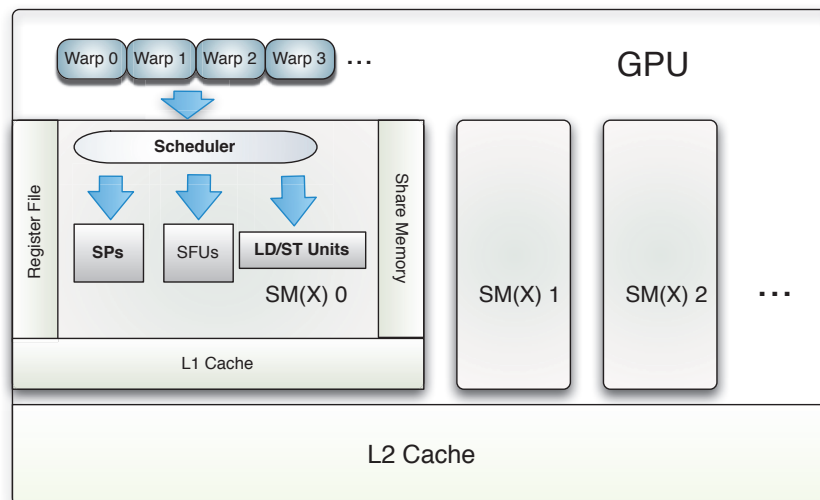 Warp 0 Warp 1 Warp 2 Warp 3 ...
GPU
Scheduler
Register File
Share Memory
SPs
SFUs
LD/ST Units
SM(X) 0
SM(X) 1
SM(X) 2
...
L1 Cache
L2 Cache